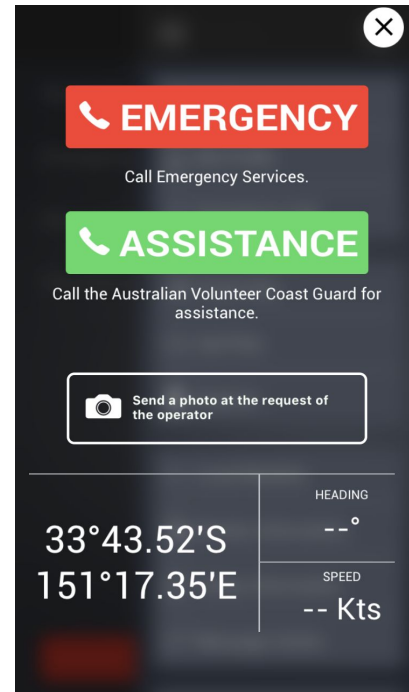 EMERGENCY
Call Emergency Services.
ASSISTANCE
Call the Australian Volunteer Coast Guard for
assistance.
Send a photo at the request of
the operator
33°43.52'S
151°17.35'E
HEADING
--°
SPEED
-- Kts